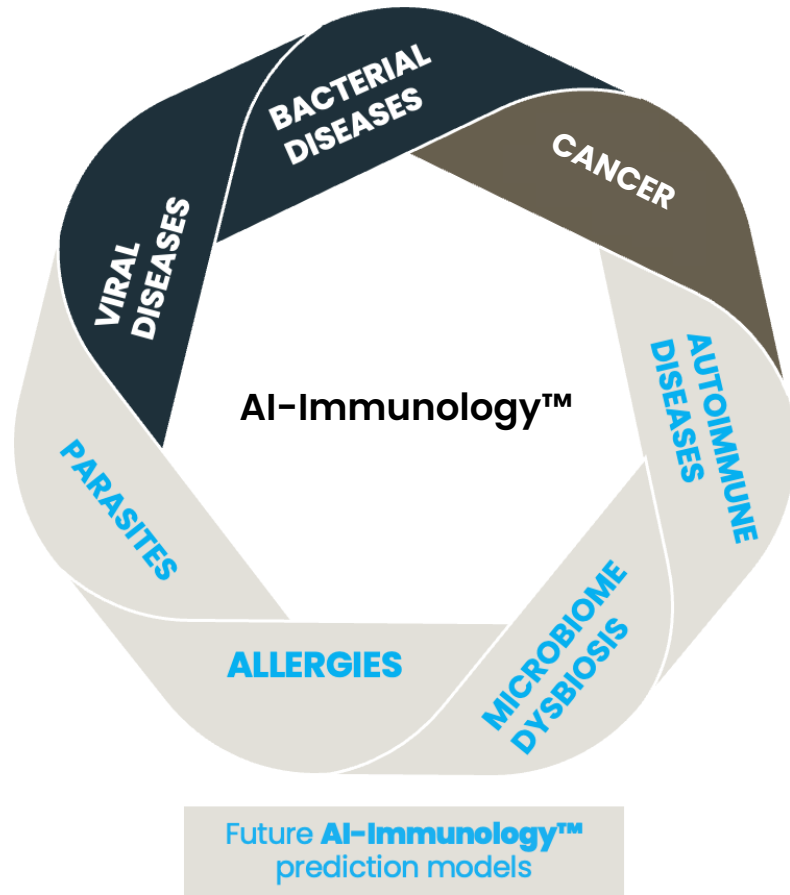 BACTERIAL
DISEASES
CANCER
VIRAL
DISEASES
AI-Immunology™
AUTOIMMUNE
DISEASES
PARASITES
MICROBIOME
DYSBIOSIS
ALLERGIES
Future AI-Immunology™
prediction models